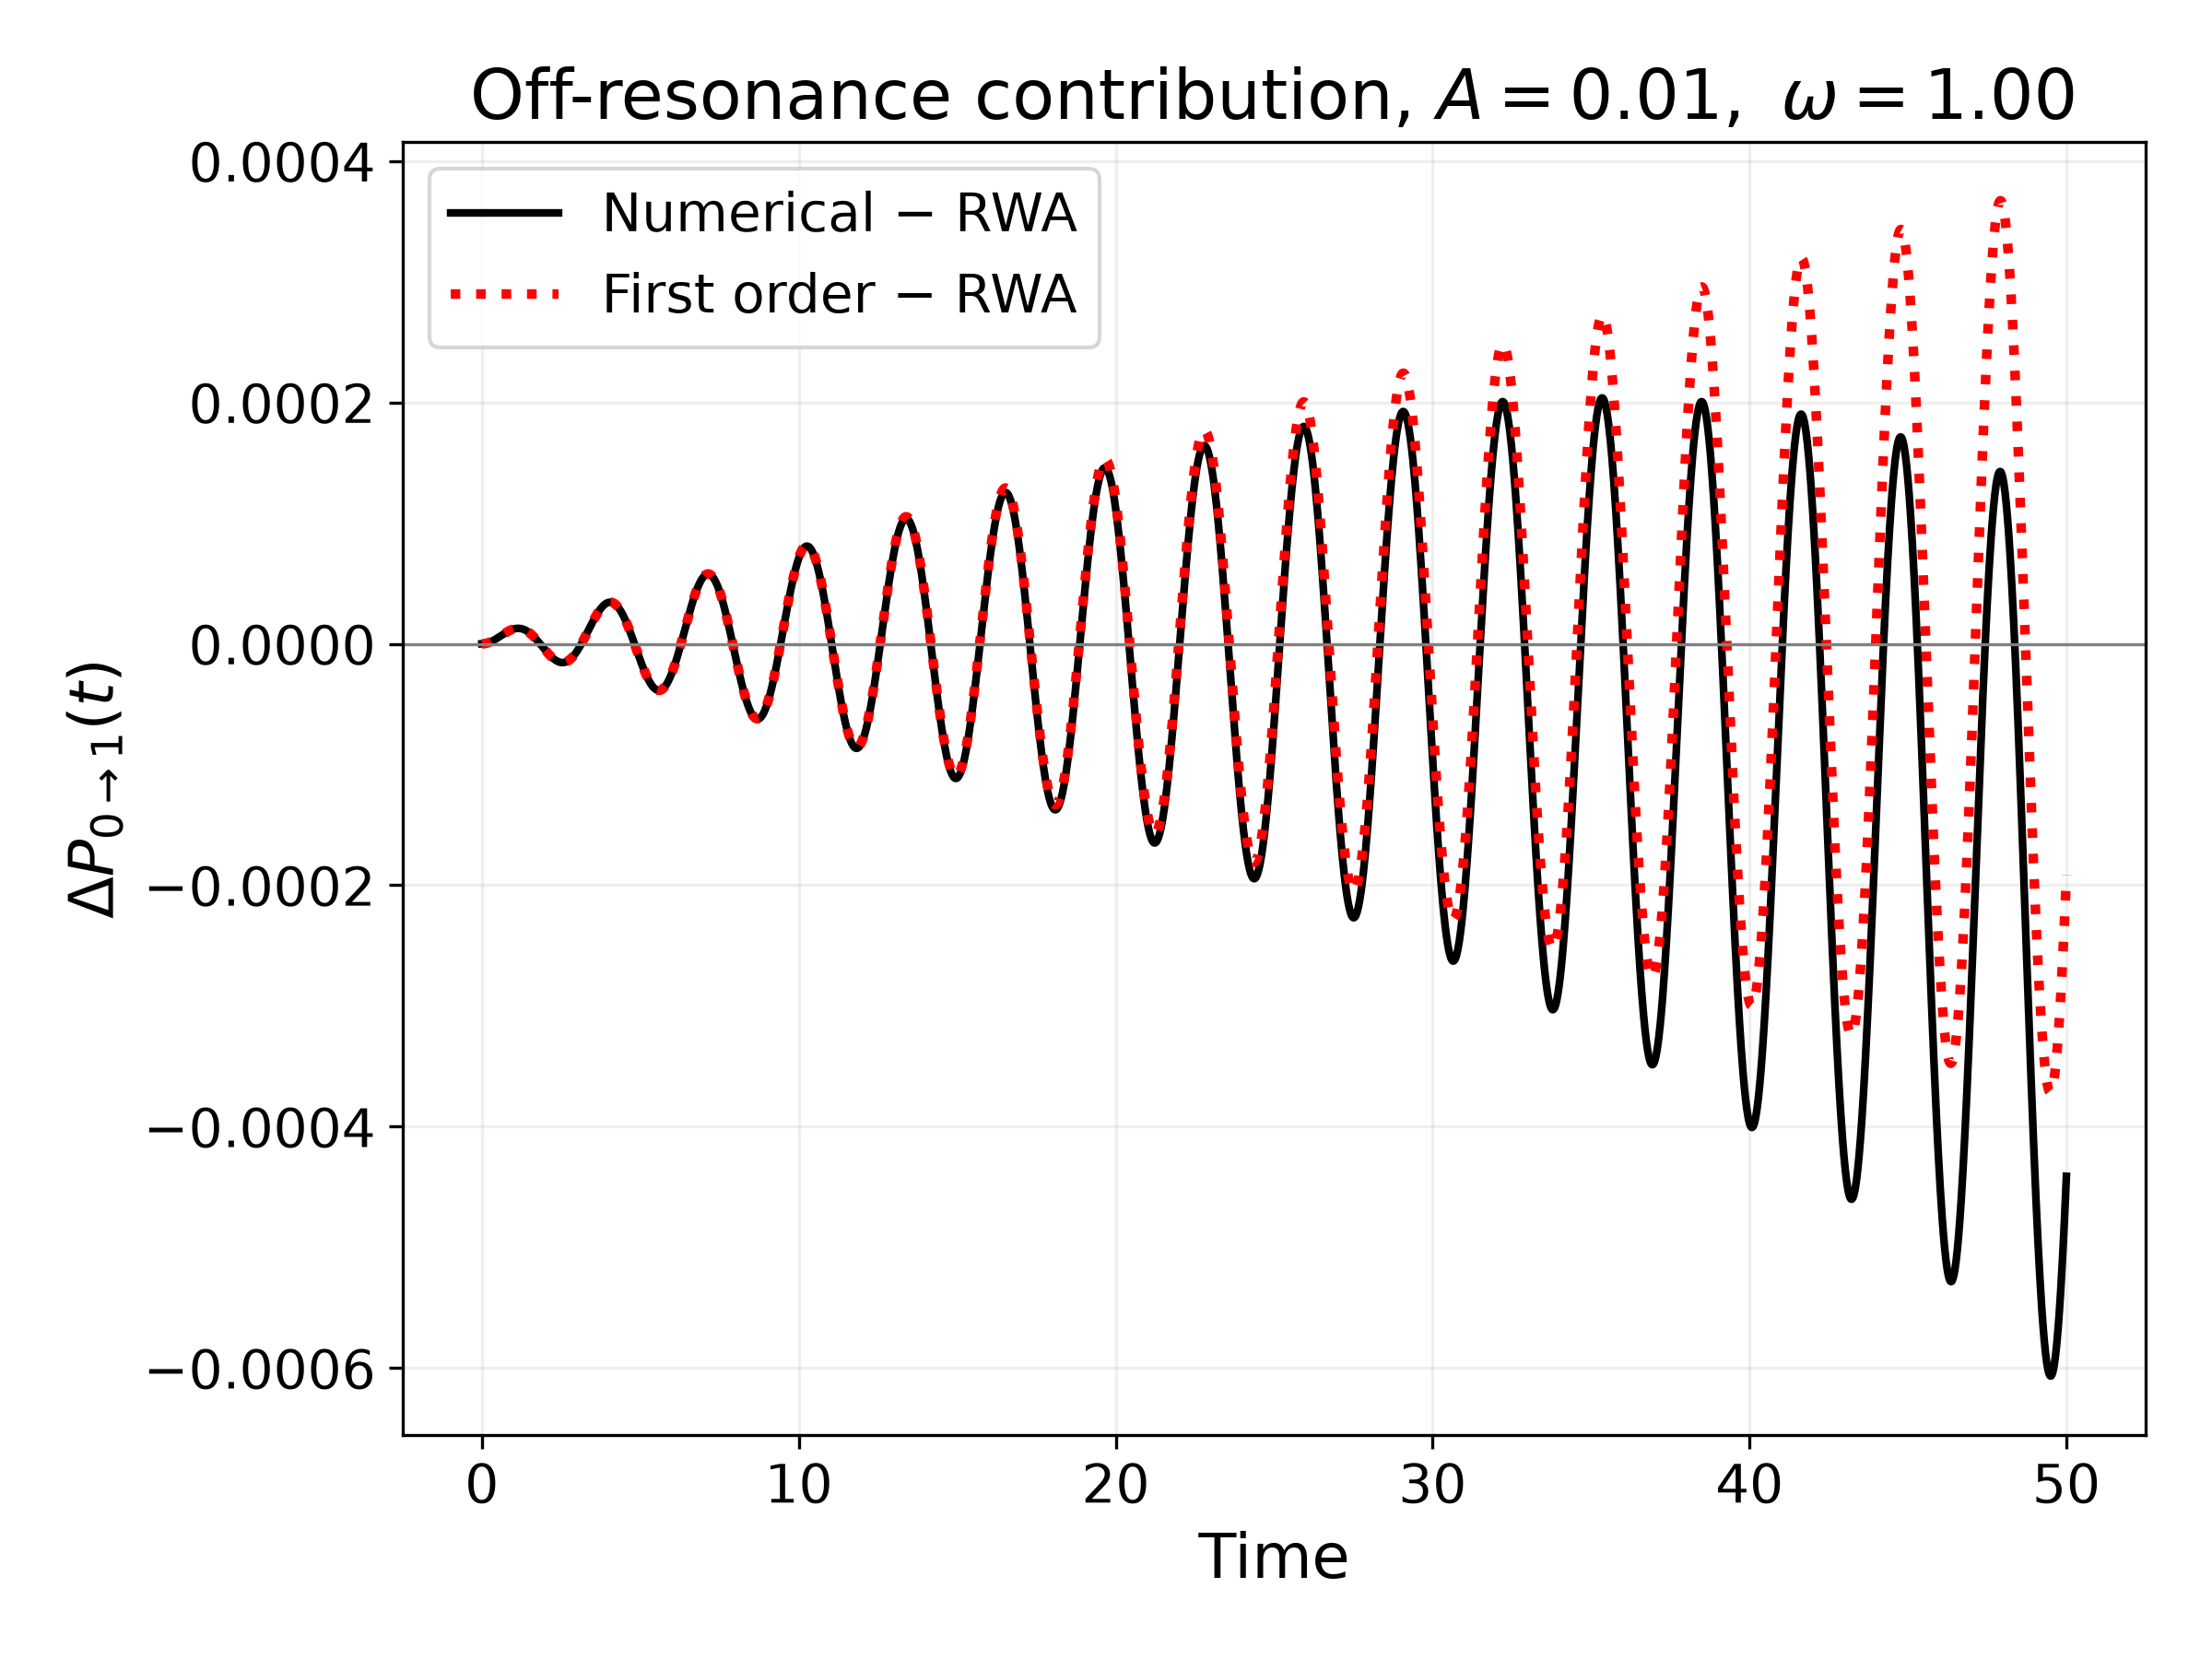 Off-resonance contribution, A = 0.01, ω = 1.00
Numerical − RWA
First order − RWA
0.0004
0.0002
0.0000
−0.0002
−0.0004
−0.0006
ΔP₀→₁(t)
0 10 20 30 40 50
Time